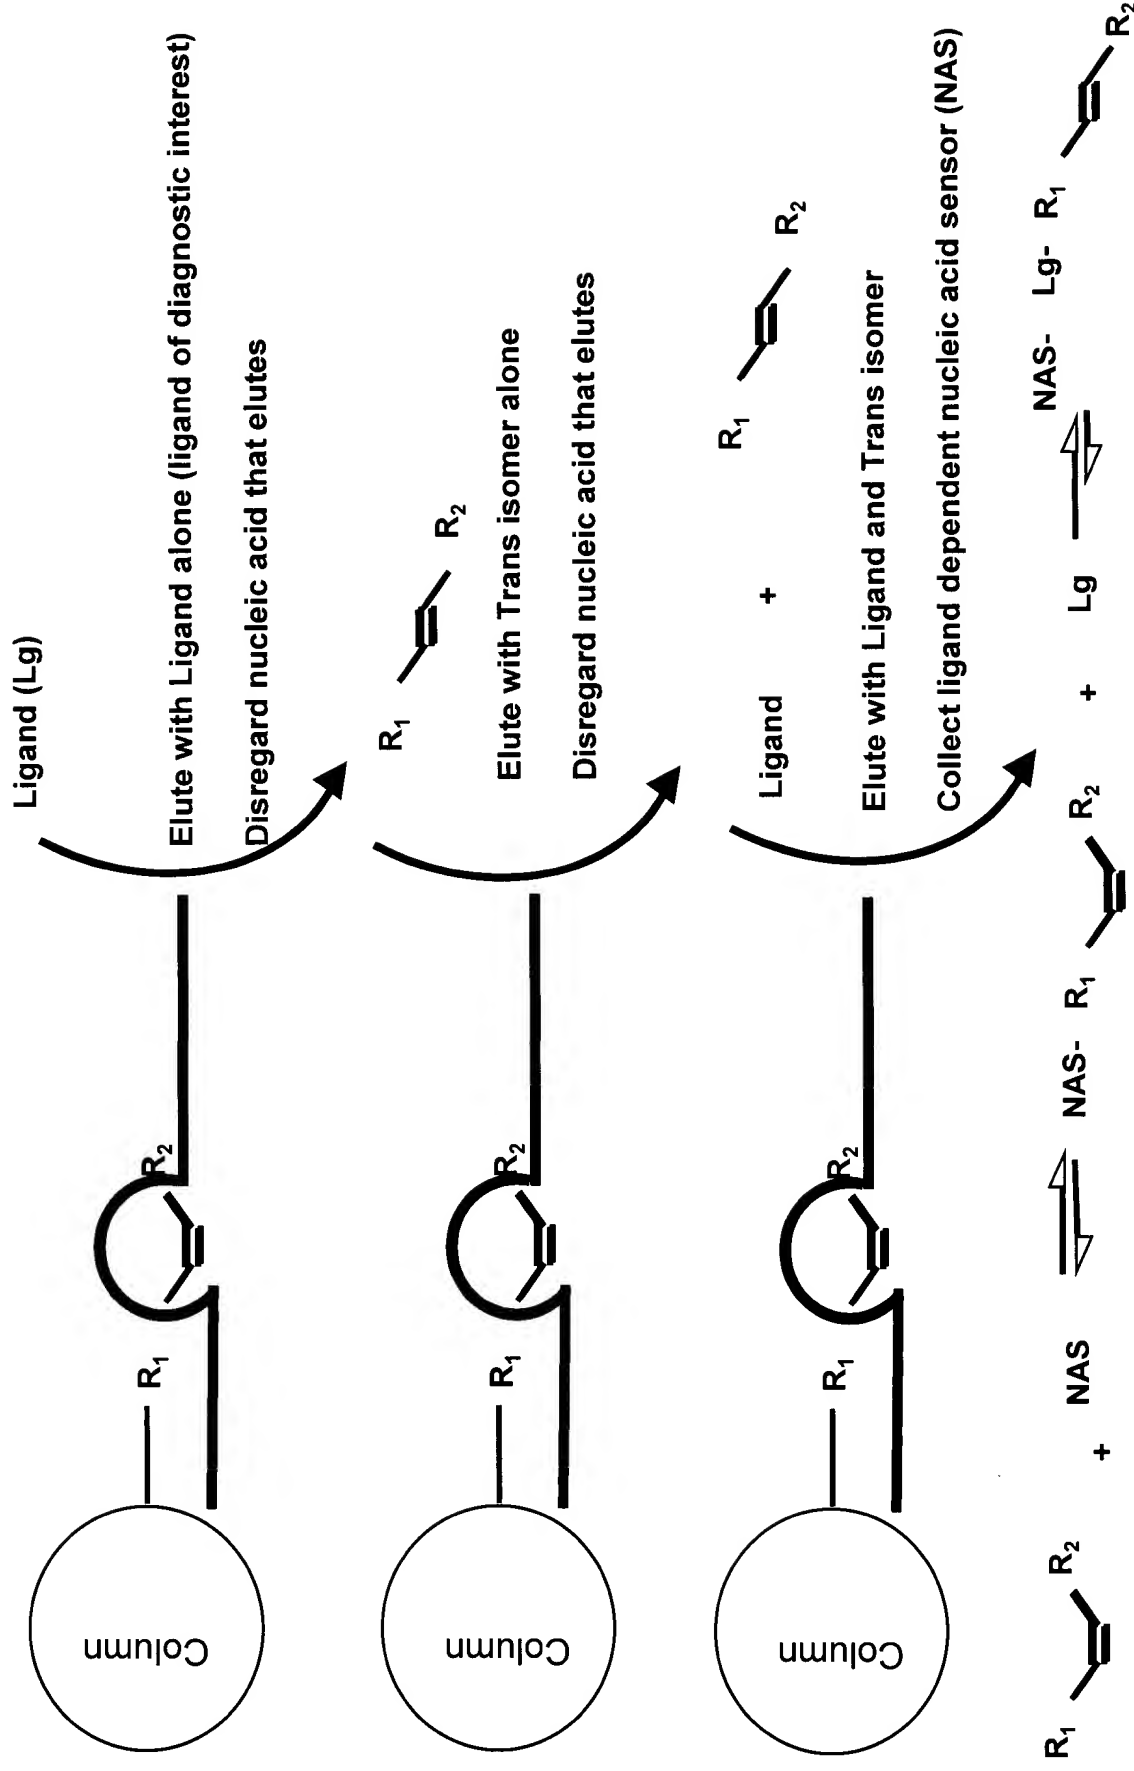 Ligand (Lg)
Column
R1
R2
Elute with Ligand alone (ligand of diagnostic interest)
Disregard nucleic acid that elutes
R1
R2
Column
R1
R2
Elute with Trans isomer alone
Disregard nucleic acid that elutes
Ligand + R1 R2
Column
R1
R2
Elute with Ligand and Trans isomer
Collect ligand dependent nucleic acid sensor (NAS)
R1 R2 + NAS NAS- R1 R2 + Lg NAS- Lg- R1 R2